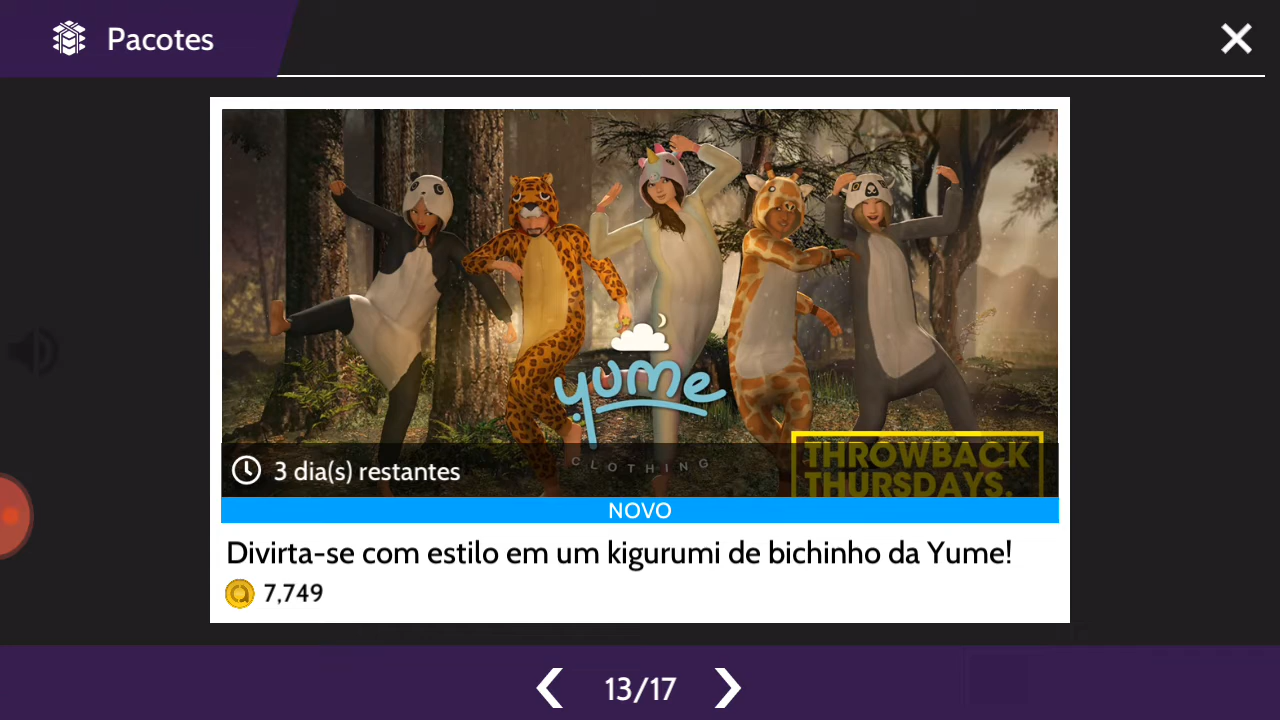 Pacotes
yume
CLOTHING
THROWBACK
THURSDAYS.
3 dia(s) restantes
NOVO
Divirta-se com estilo em um kigurumi de bichinho da Yume!
7,749
13/17